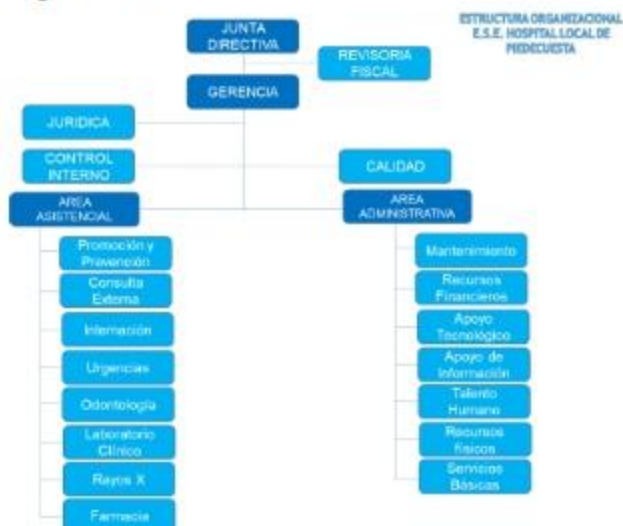 ESTRUCTURA ORGANIZACIONAL
E.S.E. HOSPITAL LOCAL DE
PIEDECUESTA
JUNTA
DIRECTIVA
REVISORIA
FISCAL
GERENCIA
JURIDICA
CONTROL
INTERNO
CALIDAD
AREA
ASISTENCIAL
AREA
ADMINISTRATIVA
Promoción y
Prevención
Consulta
Externa
Internación
Urgencias
Odontología
Laboratorio
Clínico
Rayos X
Farmacia
Mantenimiento
Recursos
Financieros
Apoyo
Tecnológico
Apoyo de
Información
Talento
Humano
Recursos
físicos
Servicios
Básicas